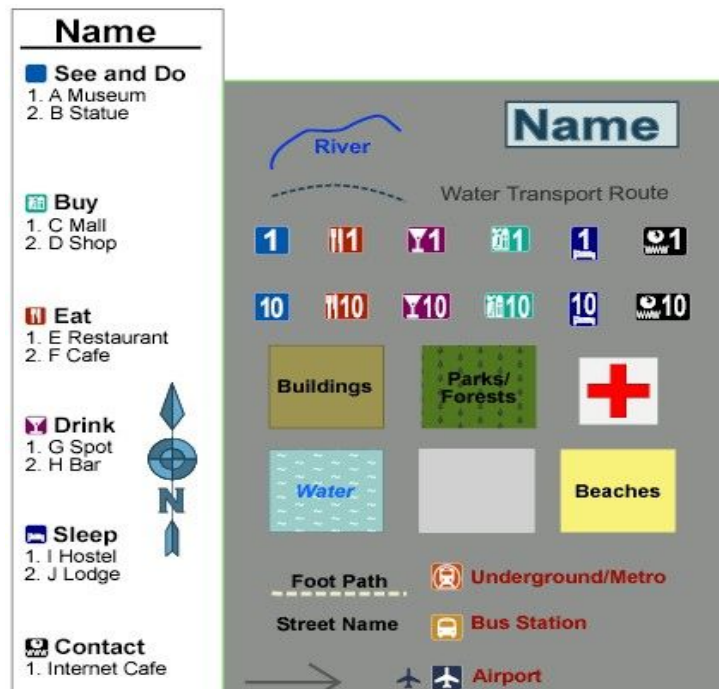 Name
See and Do
1. A Museum
2. B Statue
Buy
1. C Mall
2. D Shop
Eat
1. E Restaurant
2. F Cafe
Drink
1. G Spot
2. H Bar
N
Sleep
1. I Hostel
2. J Lodge
Contact
1. Internet Cafe
Name
River
Water Transport Route
1 1 1 1 1 1
10 10 10 10 10 10
Buildings
Parks/
Forests
Water
Beaches
Foot Path
Underground/Metro
Street Name
Bus Station
Airport